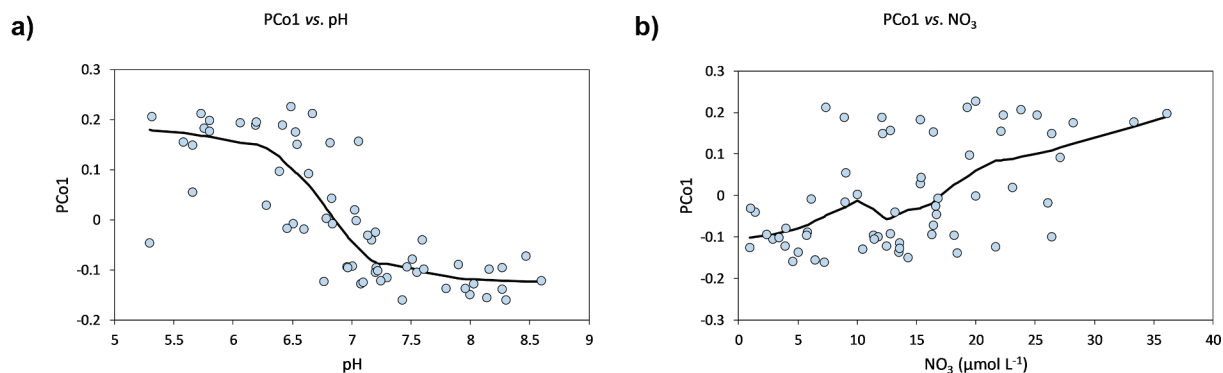 a)
PCo1 vs. pH
0.3
0.2
0.1
0
-0.1
-0.2
PCo1
5 5.5 6 6.5 7 7.5 8 8.5 9
pH
b)
PCo1 vs. NO₃
0.3
0.2
0.1
0
-0.1
-0.2
-0.3
PCo1
0 5 10 15 20 25 30 35 40
NO₃ (µmol L⁻¹)